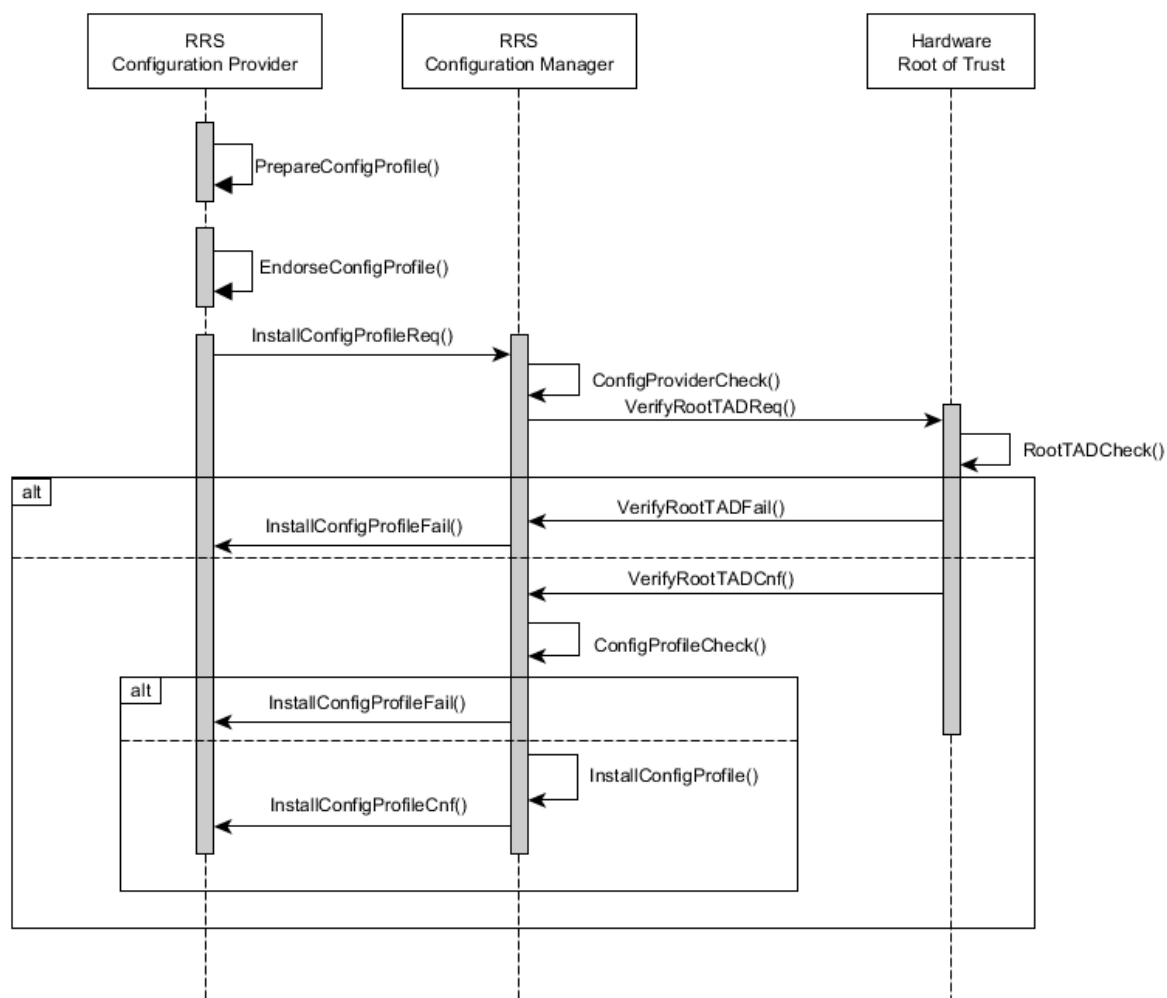 RRS
Configuration Provider
RRS
Configuration Manager
Hardware
Root of Trust
PrepareConfigProfile()
EndorseConfigProfile()
InstallConfigProfileReq()
ConfigProviderCheck()
VerifyRootTADReq()
RootTADCheck()
alt
VerifyRootTADFail()
InstallConfigProfileFail()
VerifyRootTADCnf()
ConfigProfileCheck()
alt
InstallConfigProfileFail()
InstallConfigProfile()
InstallConfigProfileCnf()